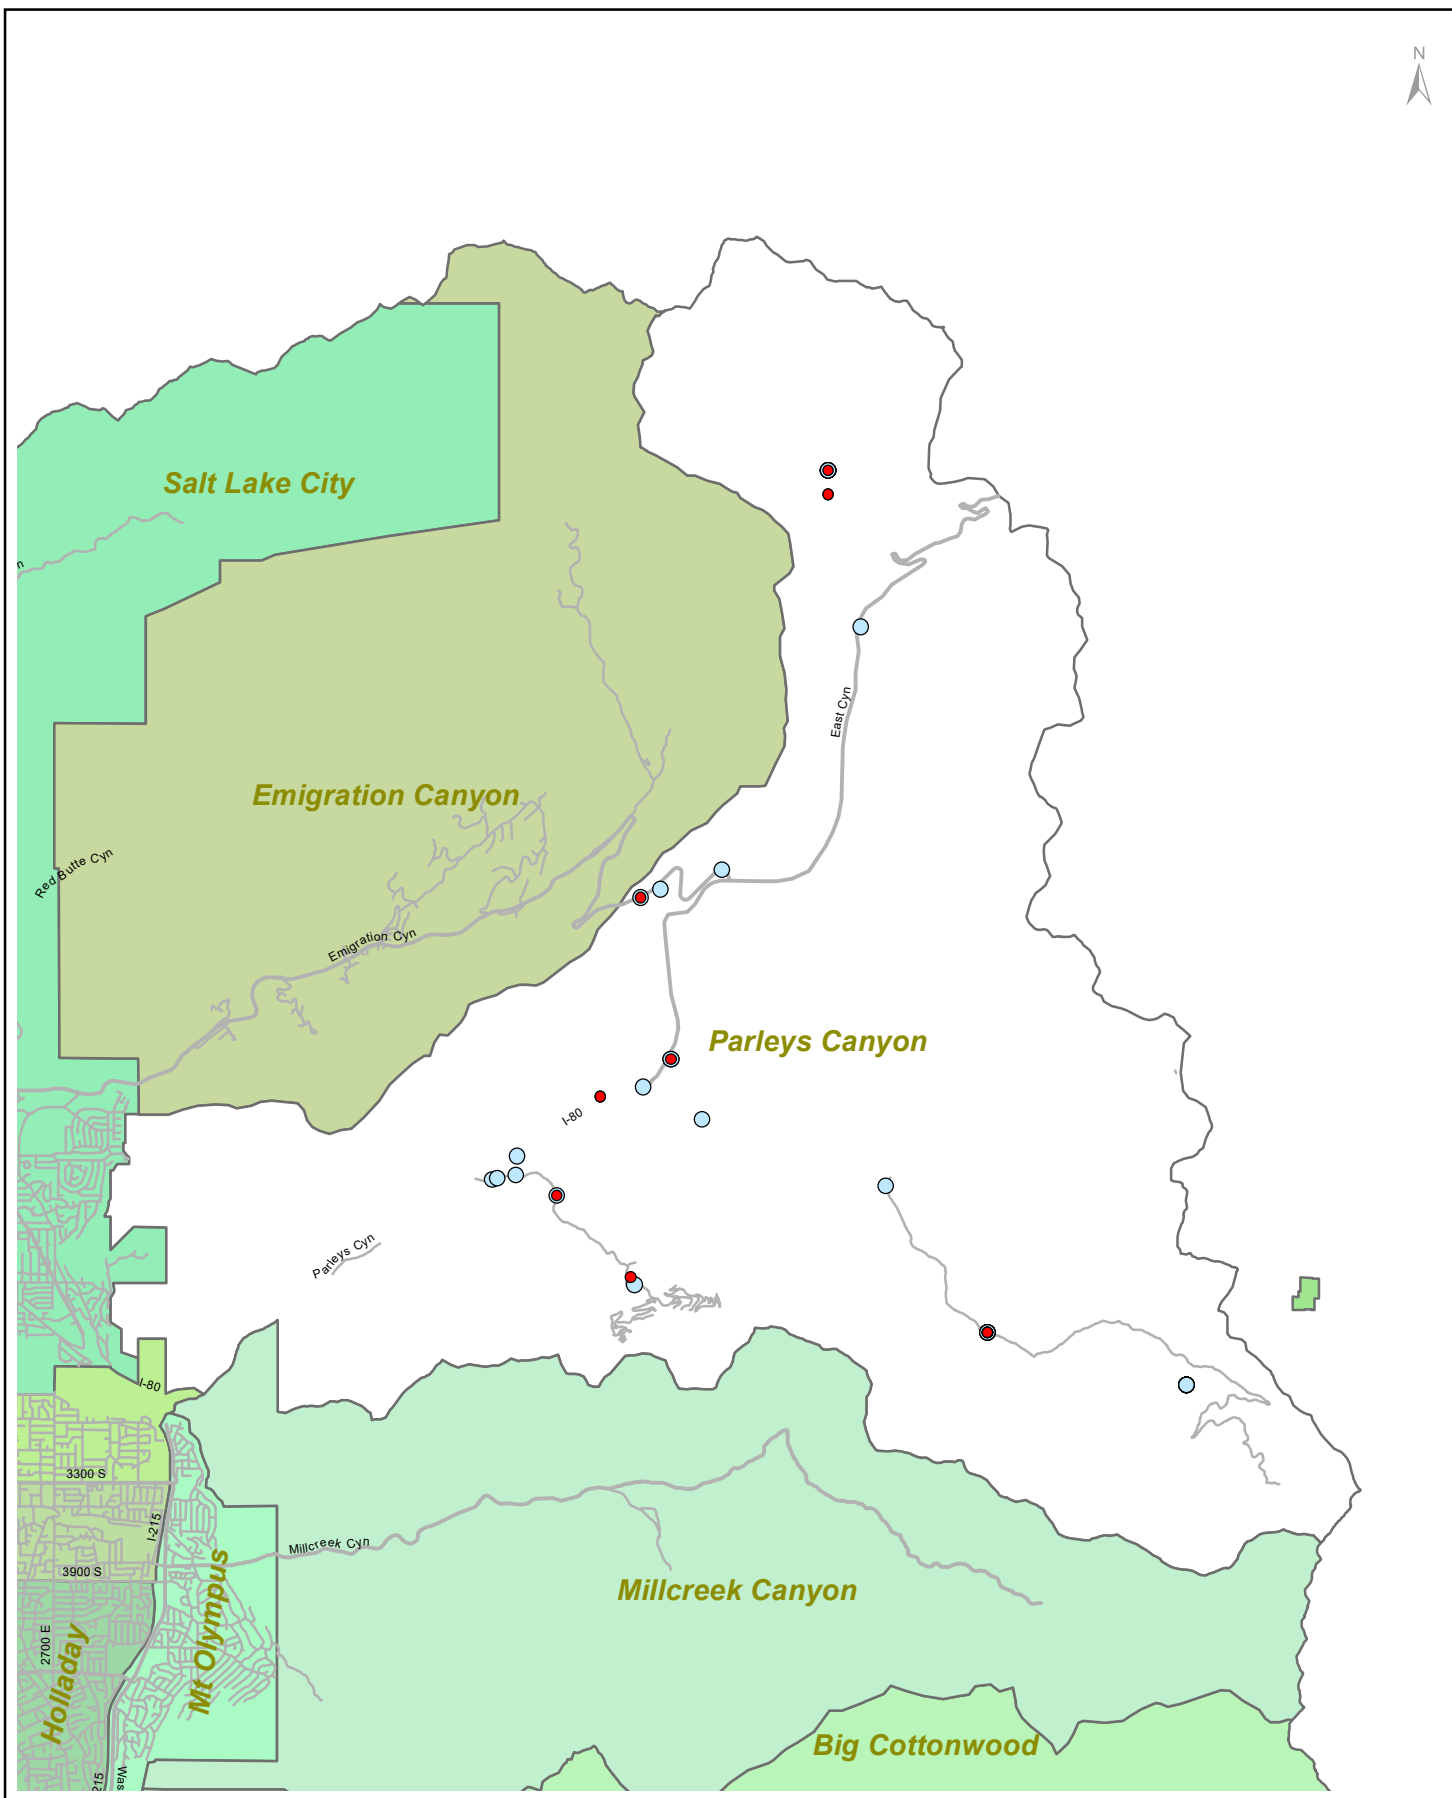 N
Salt Lake City
n
East Cyn
Emigration Canyon
Red Butte Cyn
Emigration Cyn
Parleys Canyon
I-80
Parleys Cyn
I-80
3300 S
I-215
Millcreek Cyn
3900 S
Millcreek Canyon
Mt Olympus
2700 E
Holladay
Big Cottonwood
215
Was